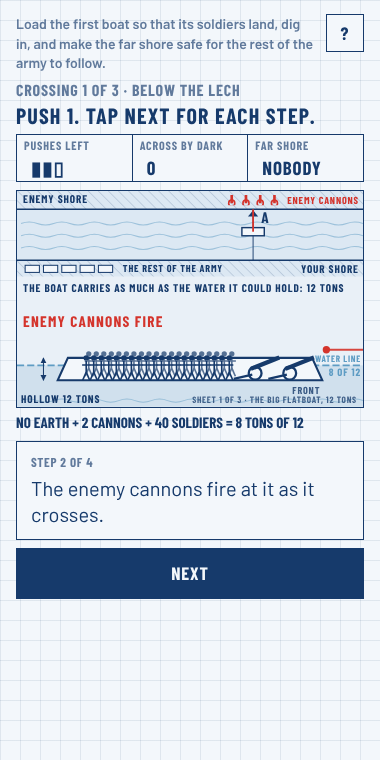 Load the first boat so that its soldiers land, dig
in, and make the far shore safe for the rest of the
army to follow.
?
CROSSING 1 OF 3 · BELOW THE LECH
PUSH 1. TAP NEXT FOR EACH STEP.
PUSHES LEFT
ACROSS BY DARK
0
FAR SHORE
NOBODY
ENEMY SHORE
ENEMY CANNONS
A
THE REST OF THE ARMY
YOUR SHORE
THE BOAT CARRIES AS MUCH AS THE WATER IT COULD HOLD: 12 TONS
ENEMY CANNONS FIRE
WATER LINE
8 OF 12
FRONT
HOLLOW 12 TONS
SHEET 1 OF 3 · THE BIG FLATBOAT, 12 TONS
NO EARTH + 2 CANNONS + 40 SOLDIERS = 8 TONS OF 12
STEP 2 OF 4
The enemy cannons fire at it as it
crosses.
NEXT